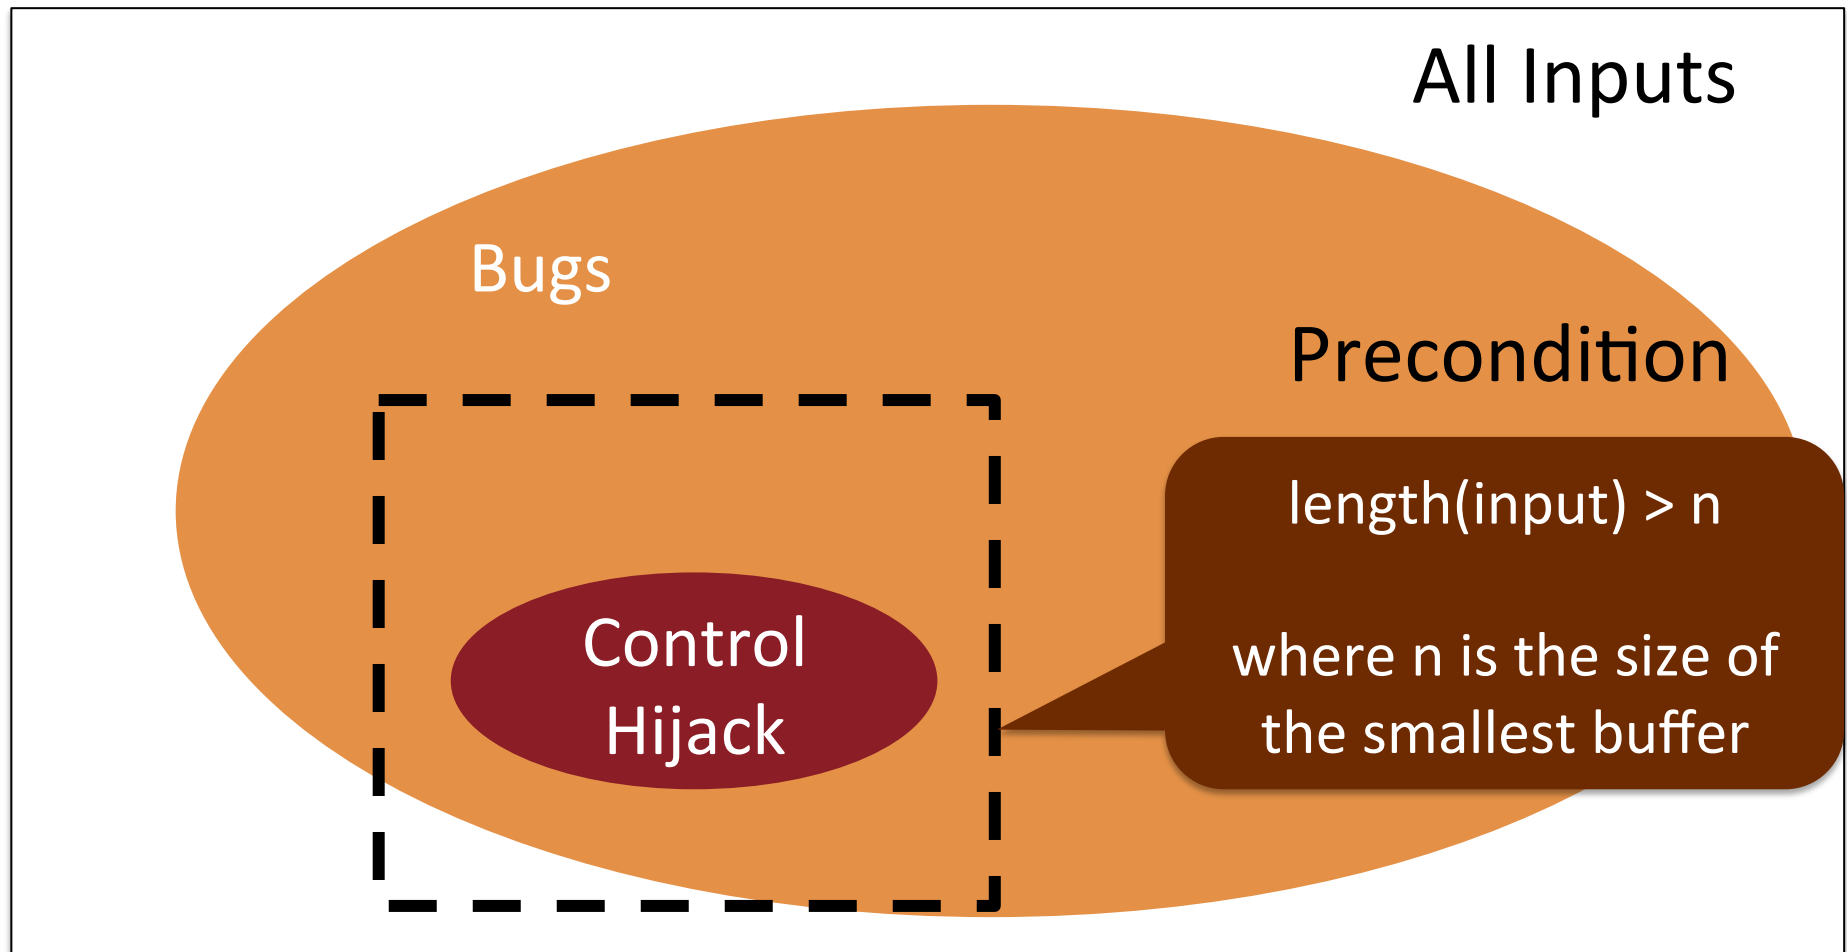 All Inputs
Bugs
Precondition
length(input) > n
where n is the size of
the smallest buffer
Control
Hijack